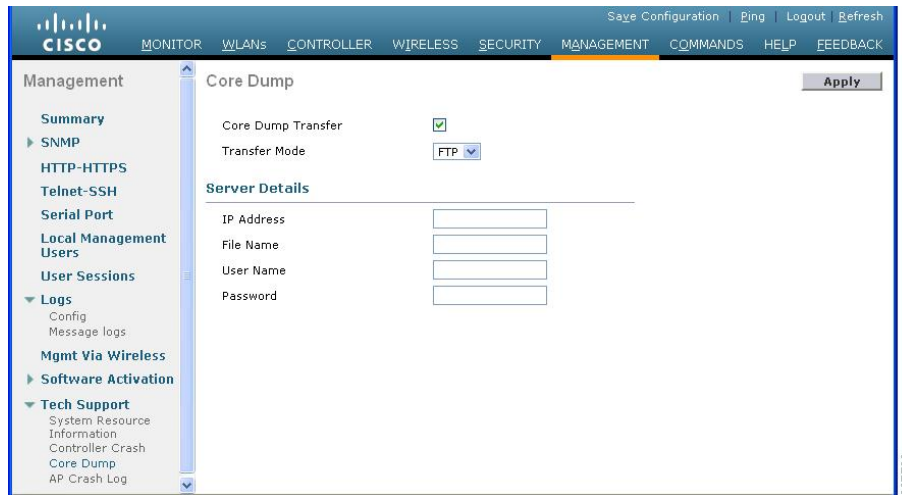 Save Configuration | Ping | Logout | Refresh
CISCO
MONITOR WLANs CONTROLLER WIRELESS SECURITY MANAGEMENT COMMANDS HELP FEEDBACK
Management
Summary
SNMP
HTTP-HTTPS
Telnet-SSH
Serial Port
Local Management
Users
User Sessions
Logs
Config
Message logs
Mgmt Via Wireless
Software Activation
Tech Support
System Resource
Information
Controller Crash
Core Dump
AP Crash Log
Core Dump
Apply
Core Dump Transfer
Transfer Mode FTP
Server Details
IP Address
File Name
User Name
Password